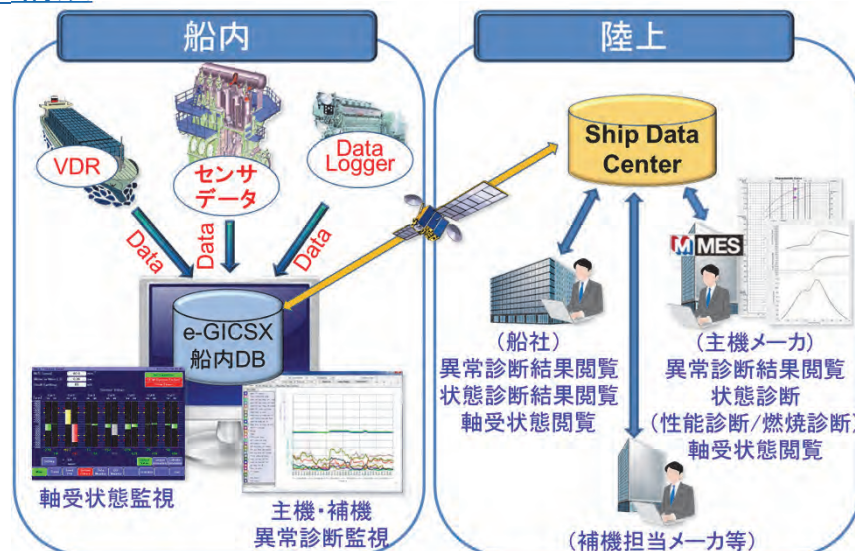 船内
陸上
VDR
センサ
データ
Data
Logger
Data
Data
Data
e-GICSX
船内DB
軸受状態監視
主機・補機
異常診断監視
Ship Data
Center
MES
(船社)
異常診断結果閲覧
状態診断結果閲覧
軸受状態閲覧
(主機メーカ)
異常診断結果閲覧
状態診断
(性能診断/燃焼診断)
軸受状態閲覧
(補機担当メーカ等)